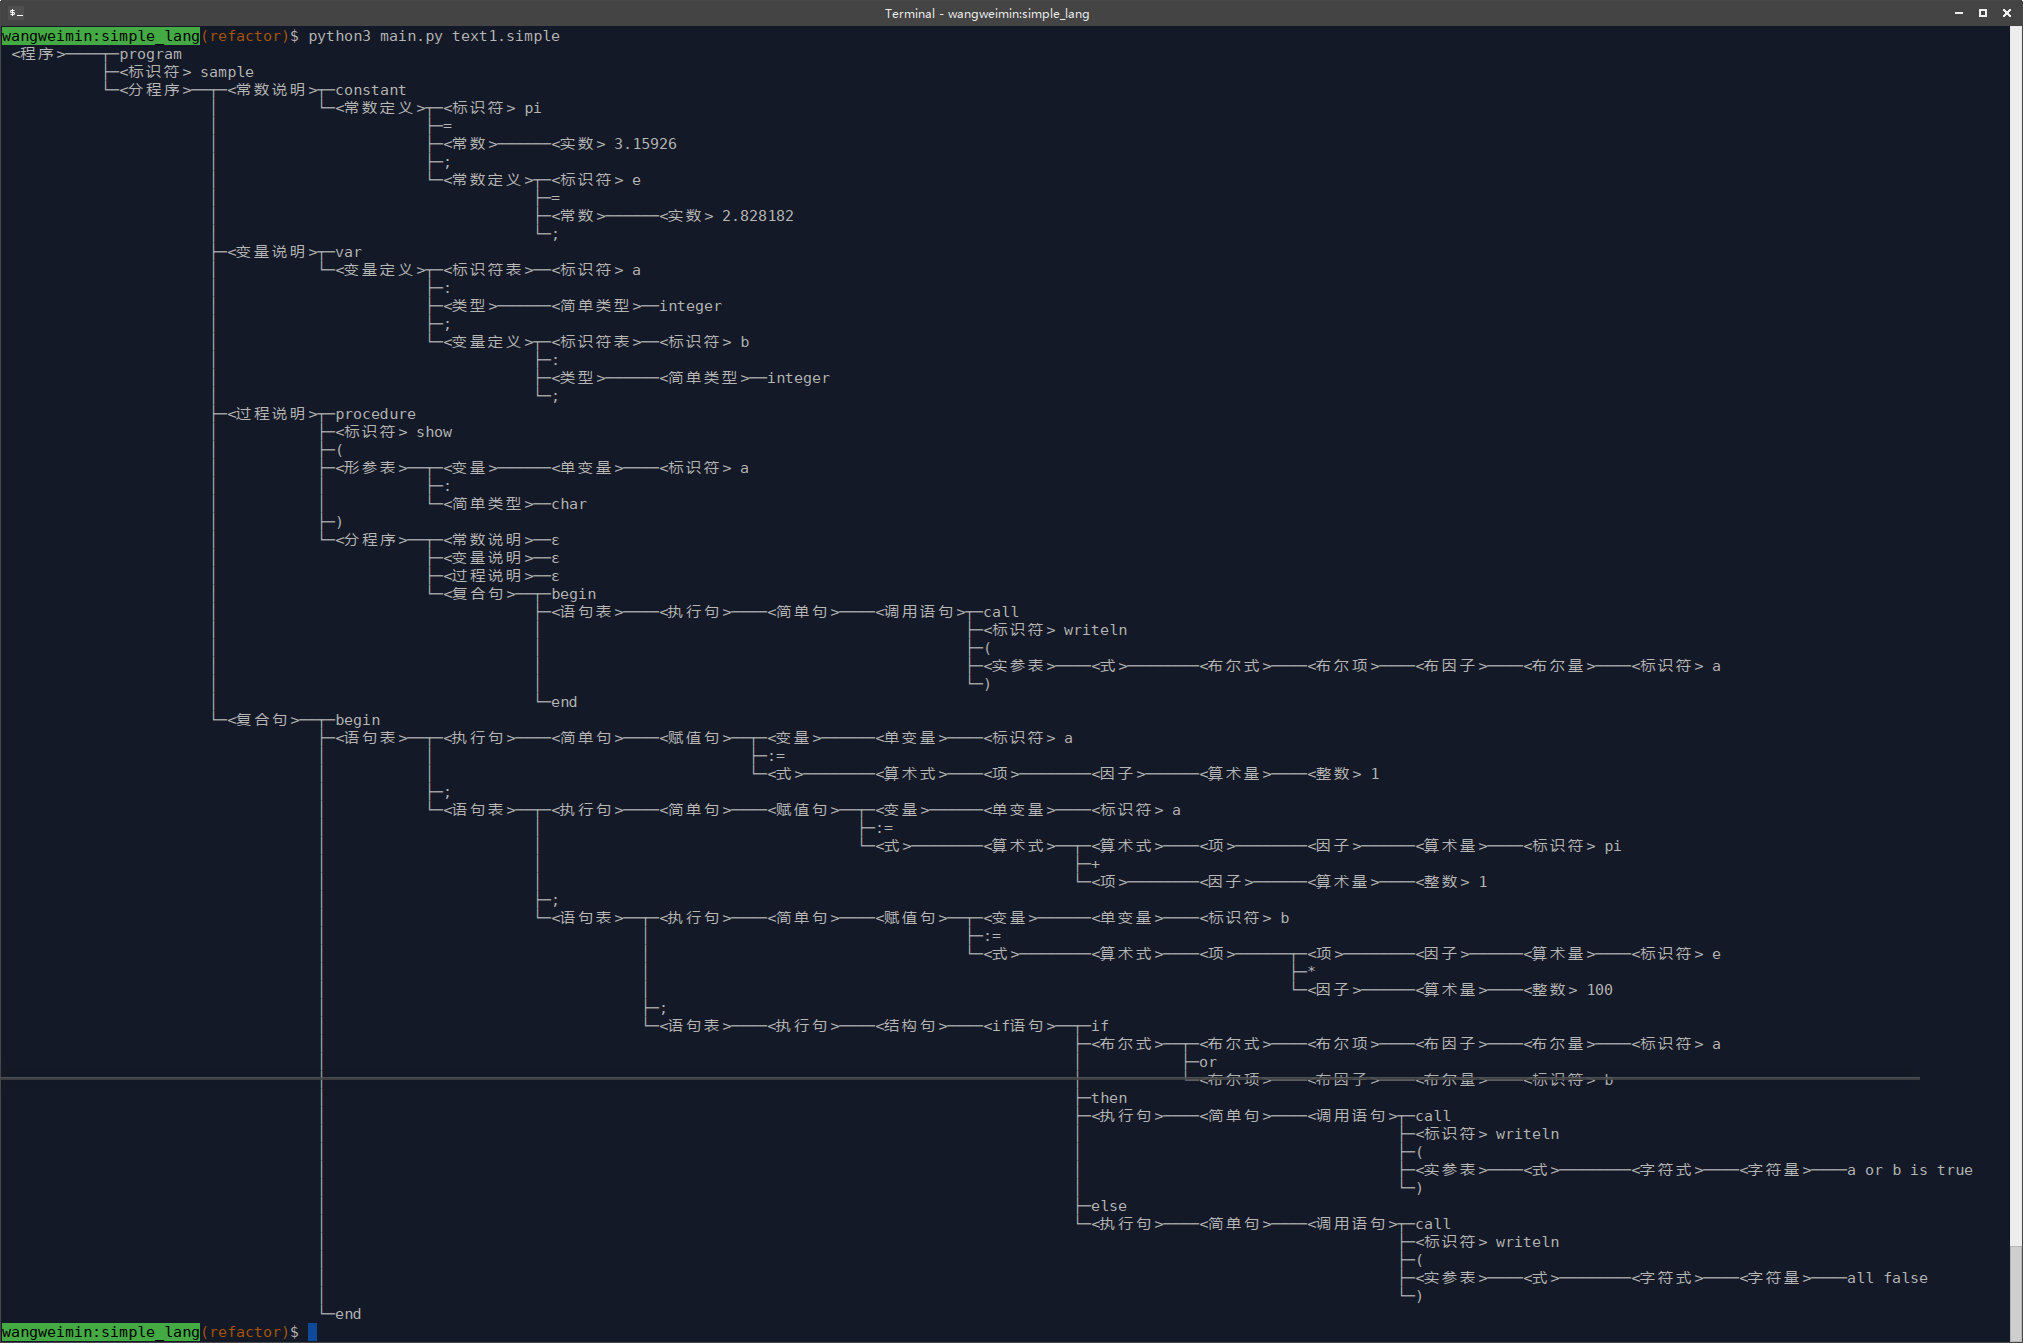 Terminal - wangweimin:simple_lang
wangweimin:simple_lang(refactor)$ python3 main.py text1.simple
<程序> program
<标识符> sample
<分程序> <常数说明> constant
<常数定义> <标识符> pi
=
<常数> <实数> 3.15926
;
<常数定义> <标识符> e
=
<常数> <实数> 2.828182
;
<变量说明> var
<变量定义> <标识符表> <标识符> a
:
<类型> <简单类型> integer
;
<变量定义> <标识符表> <标识符> b
:
<类型> <简单类型> integer
;
<过程说明> procedure
<标识符> show
(
<形参表> <变量> <单变量> <标识符> a
:
<简单类型> char
)
<分程序> <常数说明> ε
<变量说明> ε
<过程说明> ε
<复合句> begin
<语句表> <执行句> <简单句> <调用语句> call
<标识符> writeln
(
<实参表> <式> <布尔式> <布尔项> <布因子> <布尔量> <标识符> a
)
end
<复合句> begin
<语句表> <执行句> <简单句> <赋值句> <变量> <单变量> <标识符> a
:=
<式> <算术式> <项> <因子> <算术量> <整数> 1
;
<语句表> <执行句> <简单句> <赋值句> <变量> <单变量> <标识符> a
:=
<式> <算术式> <算术式> <项> <因子> <算术量> <标识符> pi
+
<项> <因子> <算术量> <整数> 1
;
<语句表> <执行句> <简单句> <赋值句> <变量> <单变量> <标识符> b
:=
<式> <算术式> <项> <项> <因子> <算术量> <标识符> e
*
<因子> <算术量> <整数> 100
;
<语句表> <执行句> <结构句> <if语句> if
<布尔式> <布尔式> <布尔项> <布因子> <布尔量> <标识符> a
or
<布尔项> <布因子> <布尔量> <标识符> b
then
<执行句> <简单句> <调用语句> call
<标识符> writeln
(
<实参表> <式> <字符式> <字符量> a or b is true
)
else
<执行句> <简单句> <调用语句> call
<标识符> writeln
(
<实参表> <式> <字符式> <字符量> all false
)
end
wangweimin:simple_lang(refactor)$